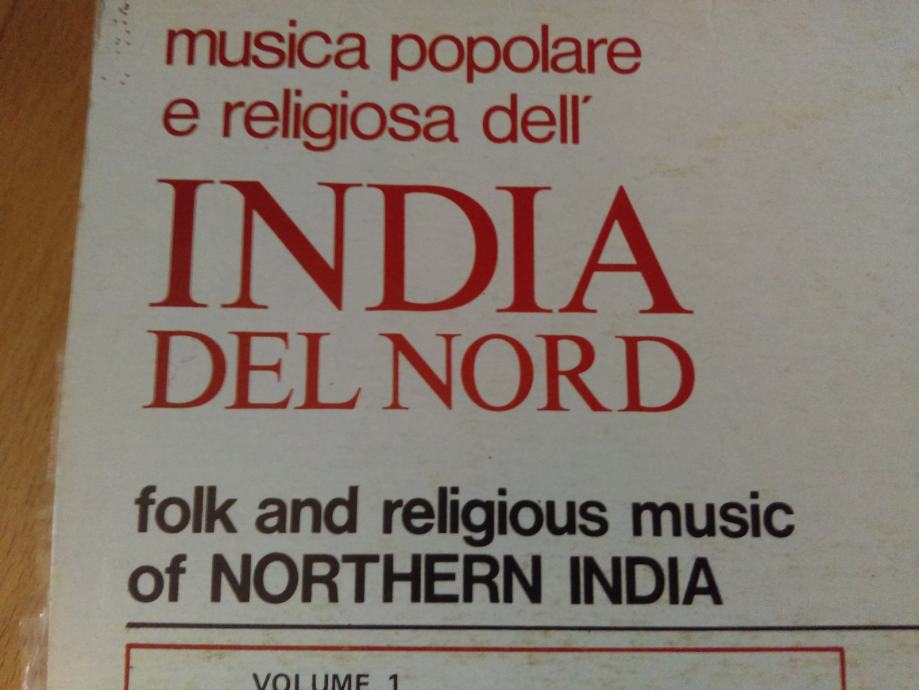 musica popolare
e religiosa dell'
INDIA
DEL NORD
folk and religious music
of NORTHERN INDIA
VOLUME 1